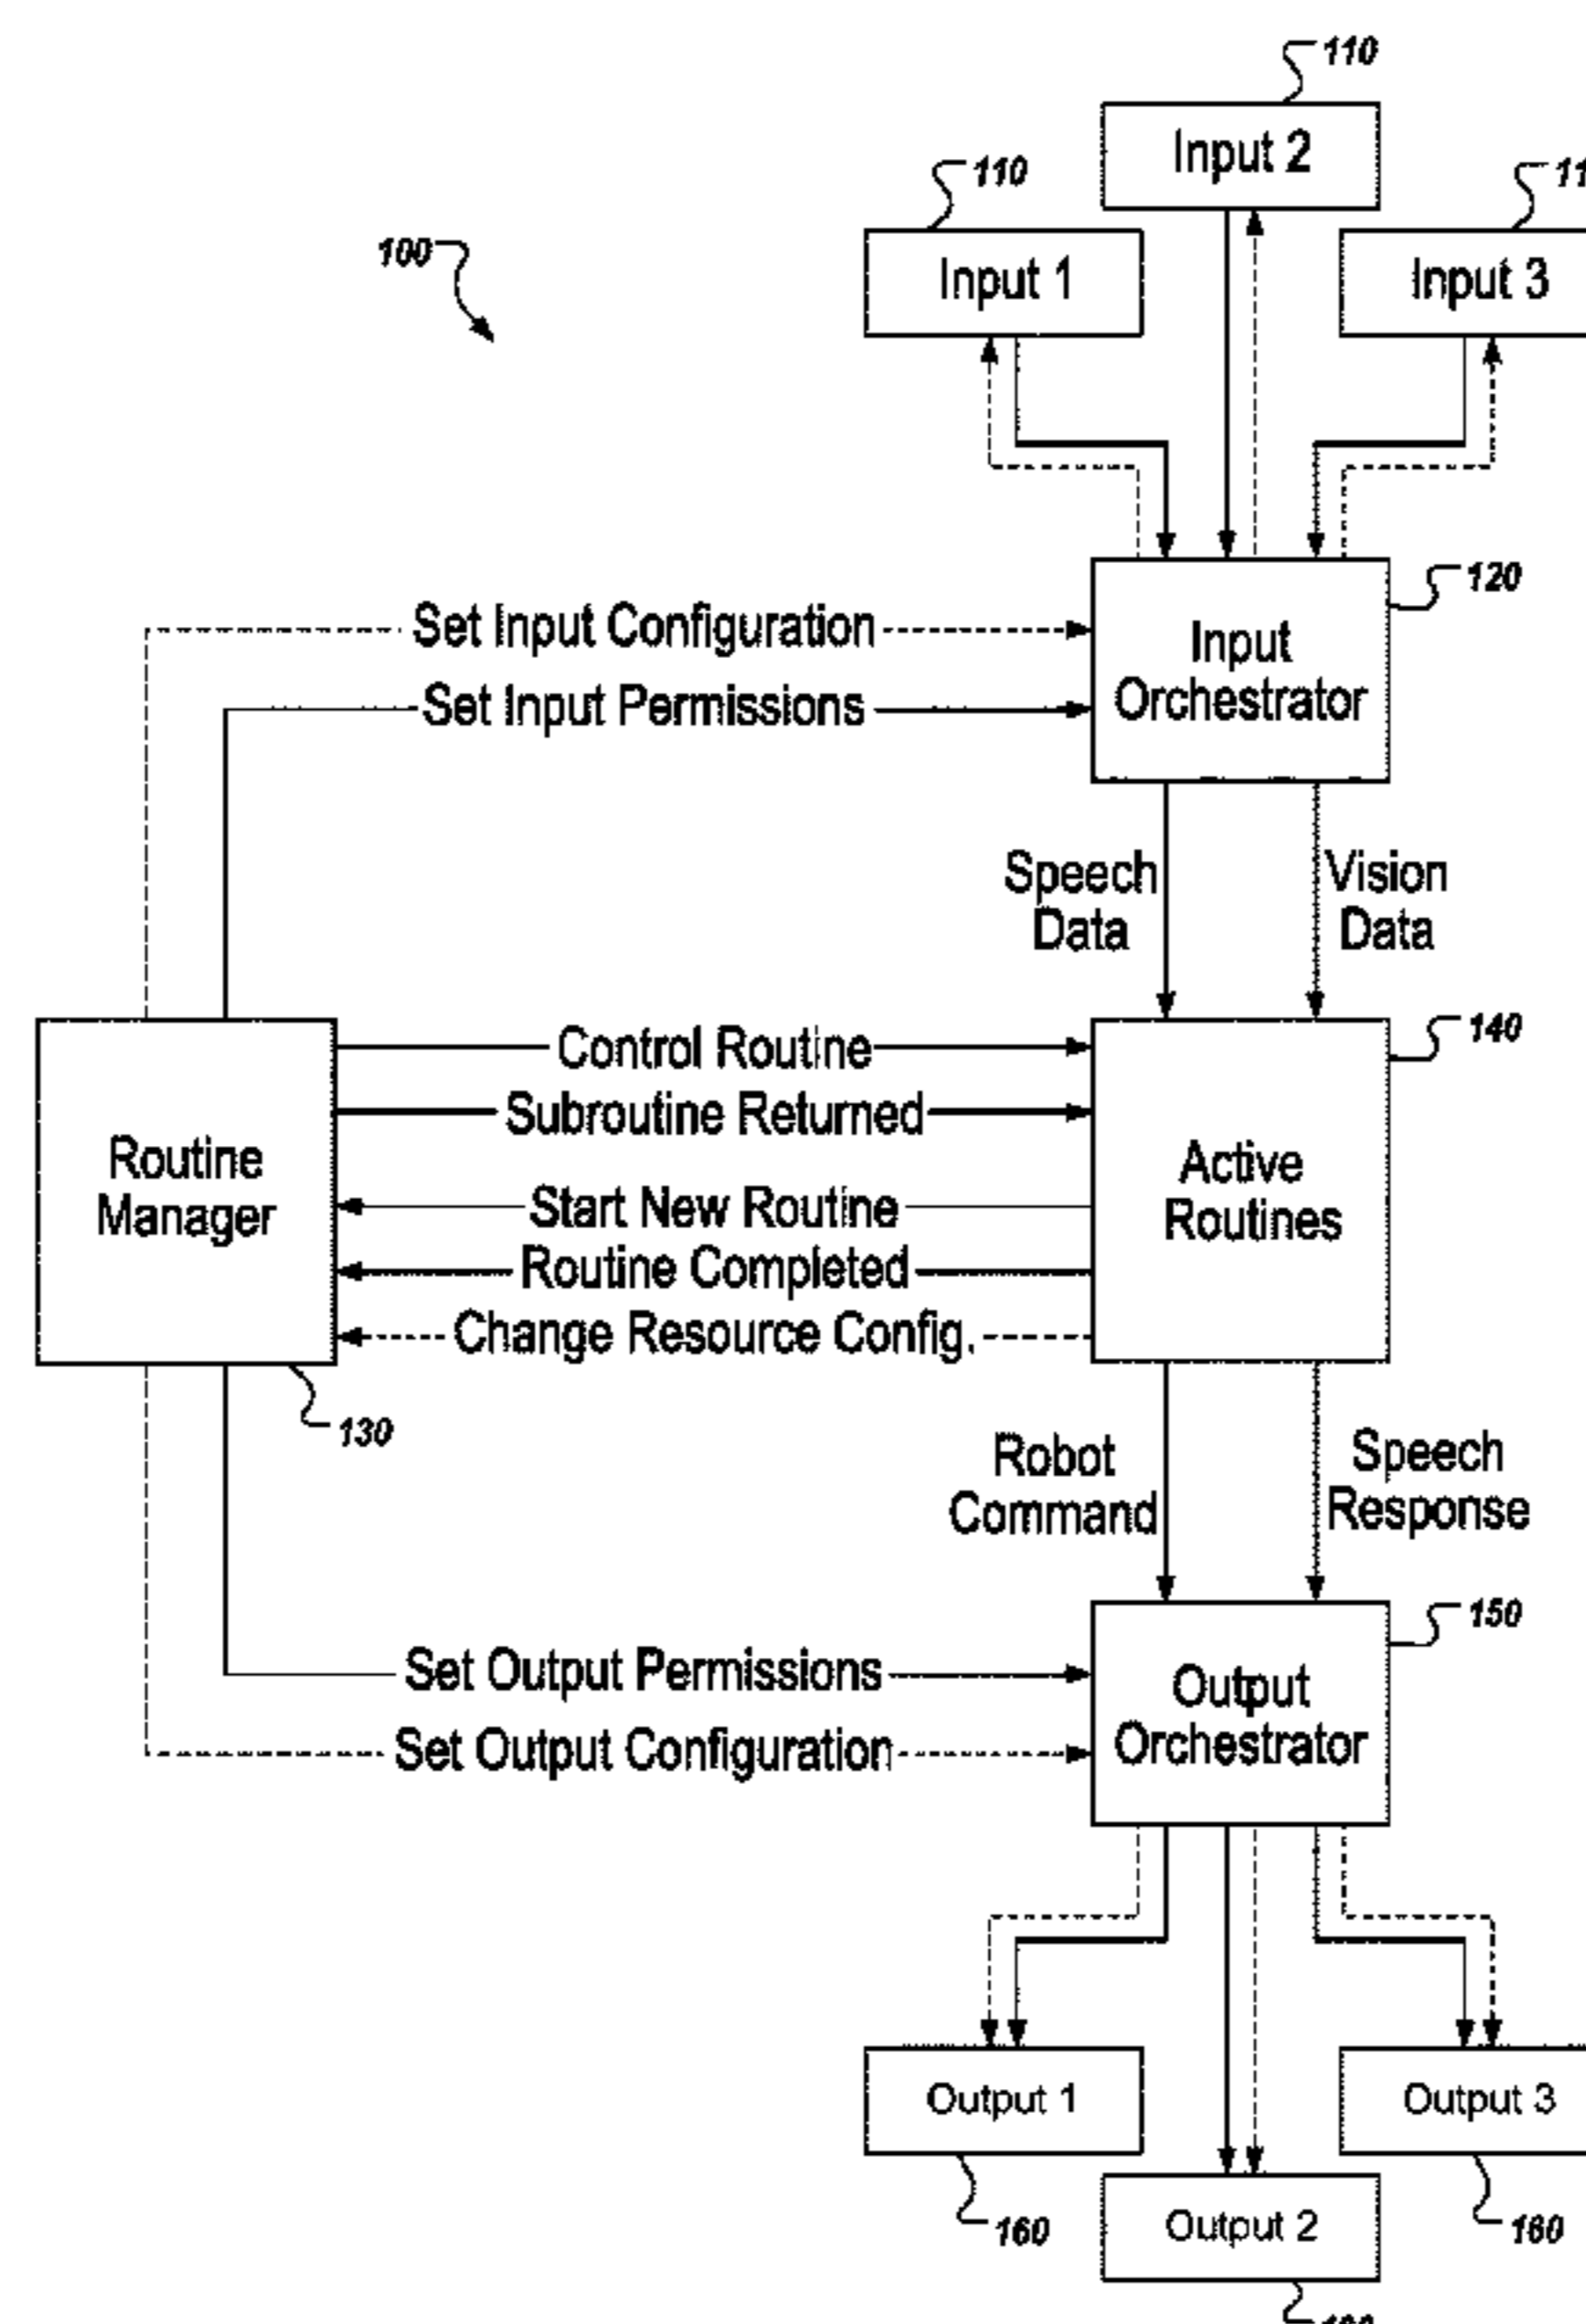 110
Input 2
110
Input 1
Input 3
100
120
Input
Orchestrator
Set Input Configuration
Set Input Permissions
Speech
Data
Vision
Data
140
Control Routine
Subroutine Returned
Start New Routine
Routine Completed
Change Resource Config.
Routine
Manager
Active
Routines
130
Robot
Command
Speech
Response
150
Output
Orchestrator
Set Output Permissions
Set Output Configuration
Output 1
Output 3
160
Output 2
160